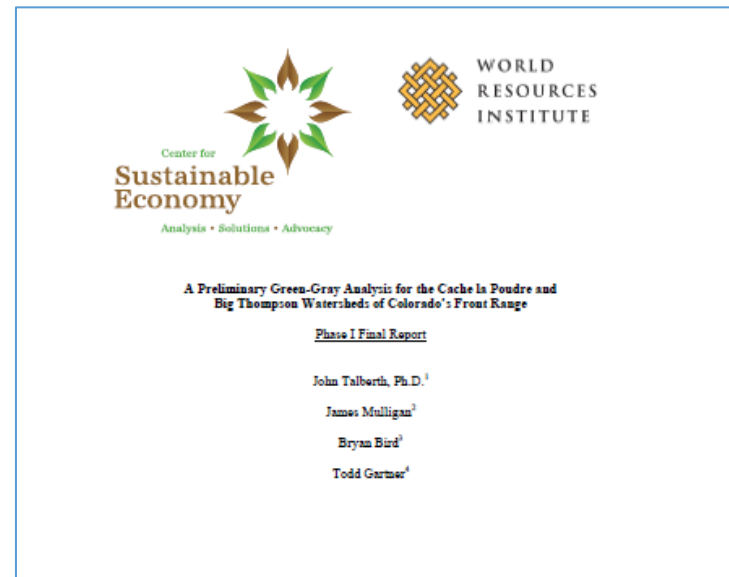 Center for
Sustainable
Economy
Analysis • Solutions • Advocacy
WORLD
RESOURCES
INSTITUTE
A Preliminary Green-Gray Analysis for the Cache la Poudre and
Big Thompson Watersheds of Colorado's Front Range
Phase I Final Report
John Talberth, Ph.D.¹
James Mulligan²
Bryan Bird³
Todd Gartner⁴